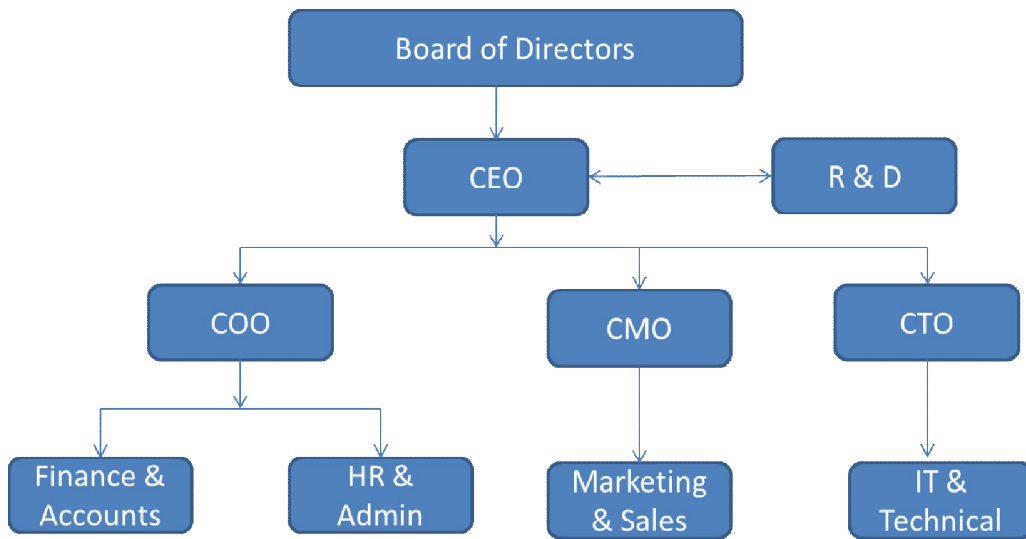 Board of Directors
CEO
R & D
COO
CMO
CTO
Finance &
Accounts
HR &
Admin
Marketing
& Sales
IT &
Technical